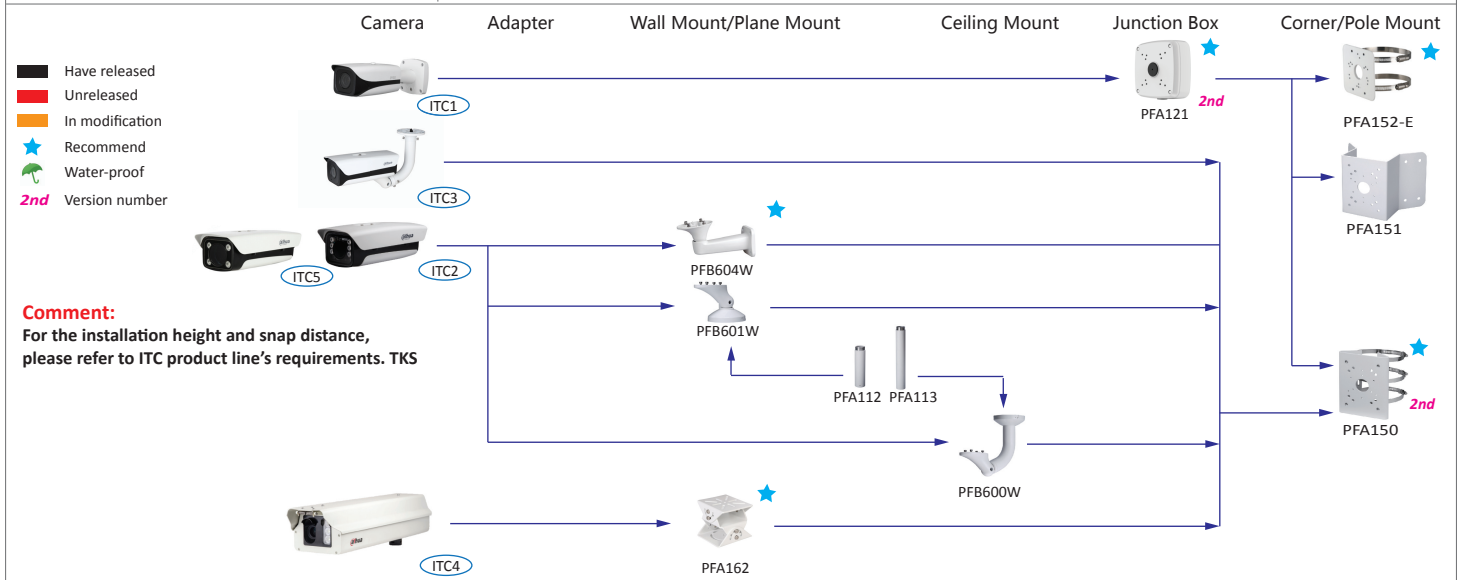 Camera
Adapter
Wall Mount/Plane Mount
Ceiling Mount
Junction Box
Corner/Pole Mount
Have released
Unreleased
In modification
Recommend
Water-proof
2nd Version number
ITC1
PFA121
2nd
PFA152-E
ITC3
PFA151
ITC5
ITC2
PFB604W
Comment:
For the installation height and snap distance,
please refer to ITC product line's requirements. TKS
PFB601W
PFA112
PFA113
2nd
PFA150
PFB600W
ITC4
PFA162